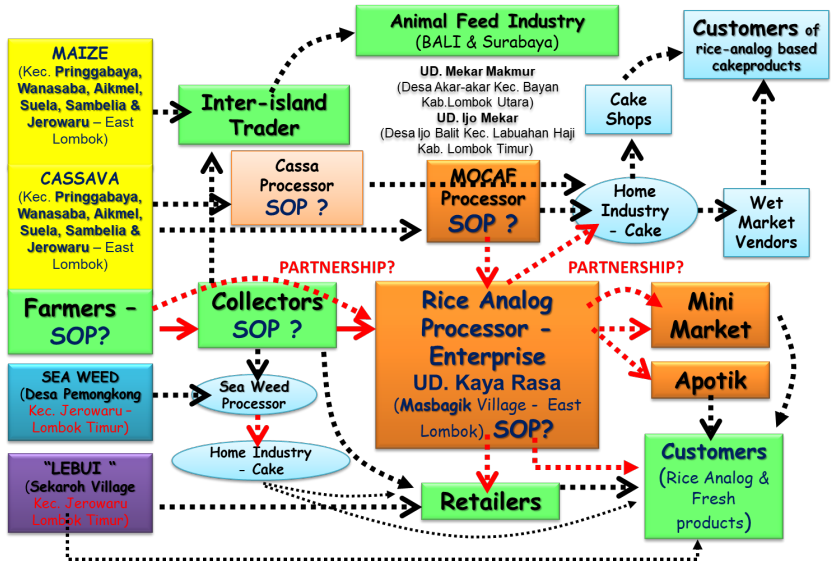 MAIZE
(Kec. Pringgabaya,
Wanasaba, Aikmel,
Suela, Sambelia &
Jerowaru – East
Lombok)
CASSAVA
(Kec. Pringgabaya,
Wanasaba, Aikmel,
Suela, Sambelia &
Jerowaru – East
Lombok)
Farmers –
SOP?
SEA WEED
(Desa Pemongkong
Kec. Jerowaru –
Lombok Timur)
"LEBUI "
(Sekaroh Village
Kec. Jerowaru
Lombok Timur)
Inter-island
Trader
Animal Feed Industry
(BALI & Surabaya)
UD. Mekar Makmur
(Desa Akar-akar Kec. Bayan
Kab.Lombok Utara)
UD. Ijo Mekar
(Desa Ijo Balit Kec. Labuahan Haji
Kab. Lombok Timur)
Cassa
Processor
SOP ?
MOCAF
Processor
SOP ?
Cake
Shops
Customers of
rice-analog based
cakeproducts
Home
Industry
- Cake
Wet
Market
Vendors
PARTNERSHIP?
PARTNERSHIP?
Collectors
SOP ?
Rice Analog
Processor -
Enterprise
UD. Kaya Rasa
(Masbagik Village - East
Lombok) SOP?
Mini
Market
Apotik
Sea Weed
Processor
Home Industry
- Cake
Retailers
Customers
(Rice Analog &
Fresh
products)